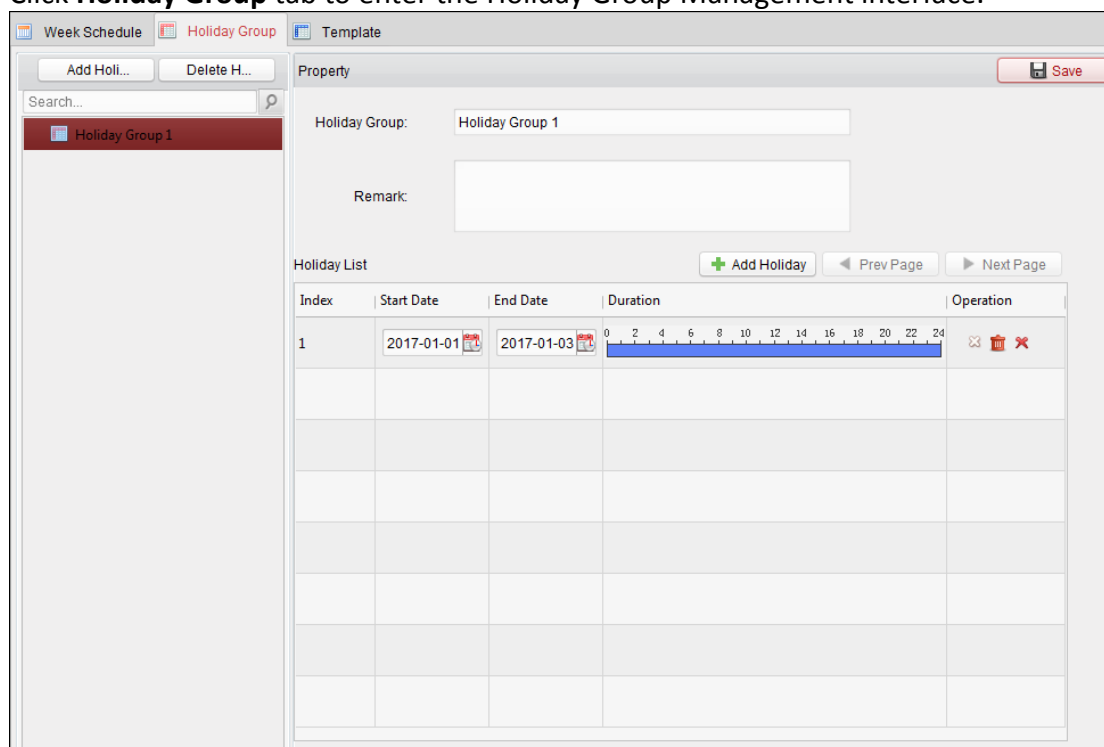 Click Holiday Group tab to enter the Holiday Group Management interface.
Week Schedule Holiday Group Template
Add Holi... Delete H... Property Save
Search...
Holiday Group 1
Holiday Group: Holiday Group 1
Remark:
Holiday List Add Holiday Prev Page Next Page
Index Start Date End Date Duration Operation
0 2 4 6 8 10 12 14 16 18 20 22 24
1 2017-01-01 2017-01-03